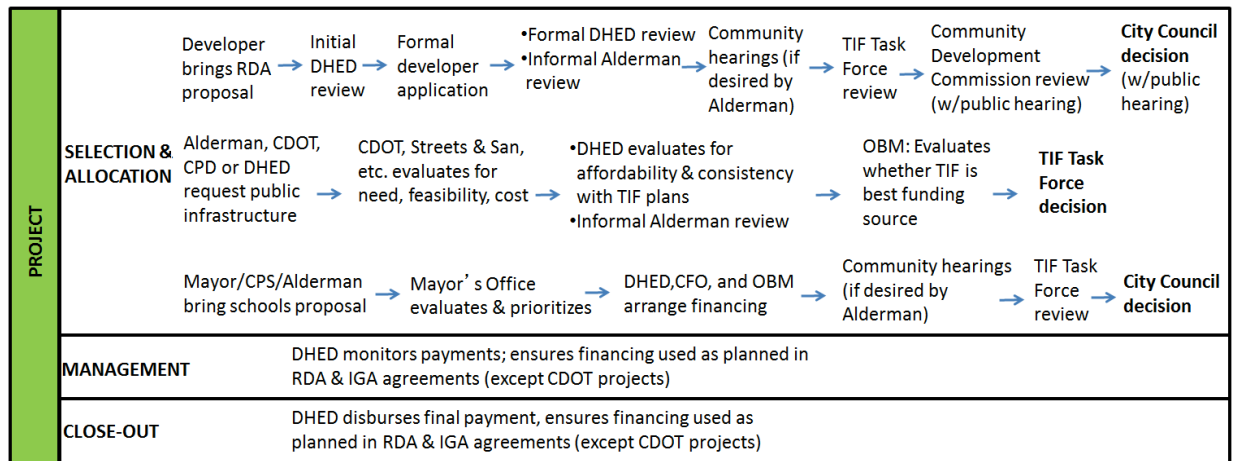 PROJECT
SELECTION &
ALLOCATION
Developer
brings RDA
proposal
Initial
DHED
review
Formal
developer
application
•Formal DHED review
•Informal Alderman
review
Community
hearings (if
desired by
Alderman)
TIF Task
Force
review
Community
Development
Commission review
(w/public hearing)
City Council
decision
(w/public
hearing)
Alderman, CDOT,
CPD or DHED
request public
infrastructure
CDOT, Streets & San,
etc. evaluates for
need, feasibility, cost
•DHED evaluates for
affordability & consistency
with TIF plans
•Informal Alderman review
OBM: Evaluates
whether TIF is
best funding
source
TIF Task
Force
decision
Mayor/CPS/Alderman
bring schools proposal
Mayor's Office
evaluates & prioritizes
DHED,CFO, and OBM
arrange financing
Community hearings
(if desired by
Alderman)
TIF Task
Force
review
City Council
decision
MANAGEMENT
DHED monitors payments; ensures financing used as planned in
RDA & IGA agreements (except CDOT projects)
CLOSE-OUT
DHED disburses final payment, ensures financing used as
planned in RDA & IGA agreements (except CDOT projects)